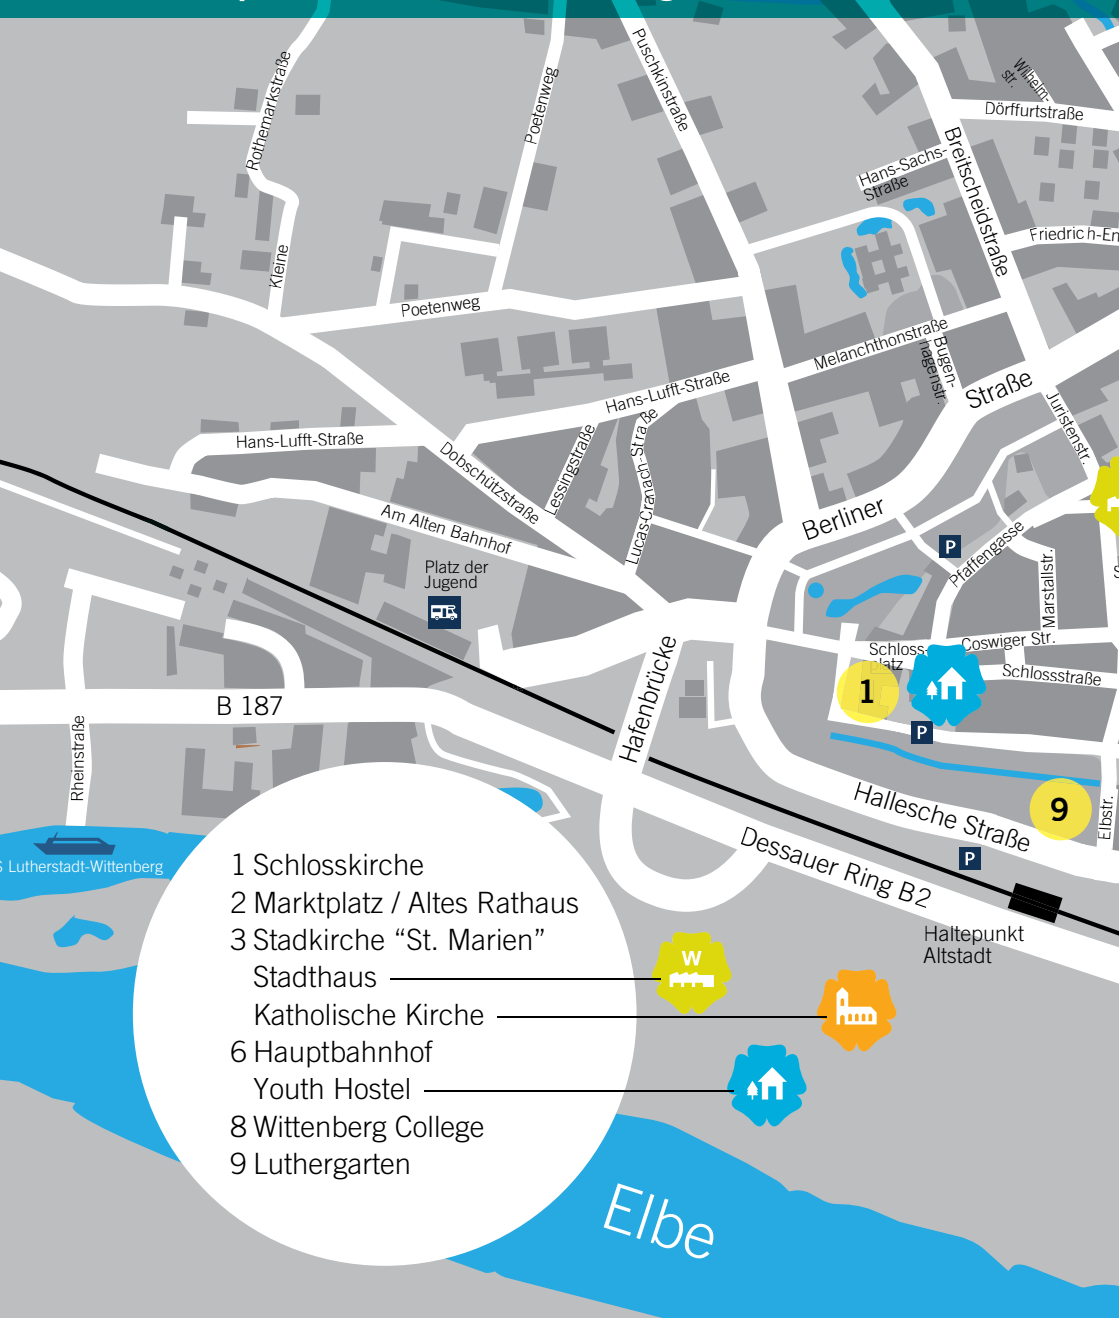 Puschkinstraße
Wilhelm-
str.
Rothemarkstraße
Poetenweg
Dörffurtstraße
Breitscheidstraße
Hans-Sachs-
Straße
Friedrich-En
Kleine
Poetenweg
Melanchthonstraße
Bugen-
hagenstr.
Hans-Lufft-Straße
Straße
Juristenstr.
Hans-Lufft-Straße
Dobschützstraße
Lessingstraße
Lucas-Cranach-Straße
Am Alten Bahnhof
Berliner
P
Pfaffengasse
Platz der
Jugend
Marstallstr.
Coswiger Str.
Schloss-
platz
Schlossstraße
1
P
Hafenbrücke
B 187
Rheinstraße
Hallesche Straße
9
Elbstr.
P
Dessauer Ring B2
S Lutherstadt-Wittenberg
Haltepunkt
Altstadt
1 Schlosskirche
2 Marktplatz / Altes Rathaus
3 Stadkirche “St. Marien”
Stadthaus
W
Katholische Kirche
6 Hauptbahnhof
Youth Hostel
8 Wittenberg College
9 Luthergarten
Elbe